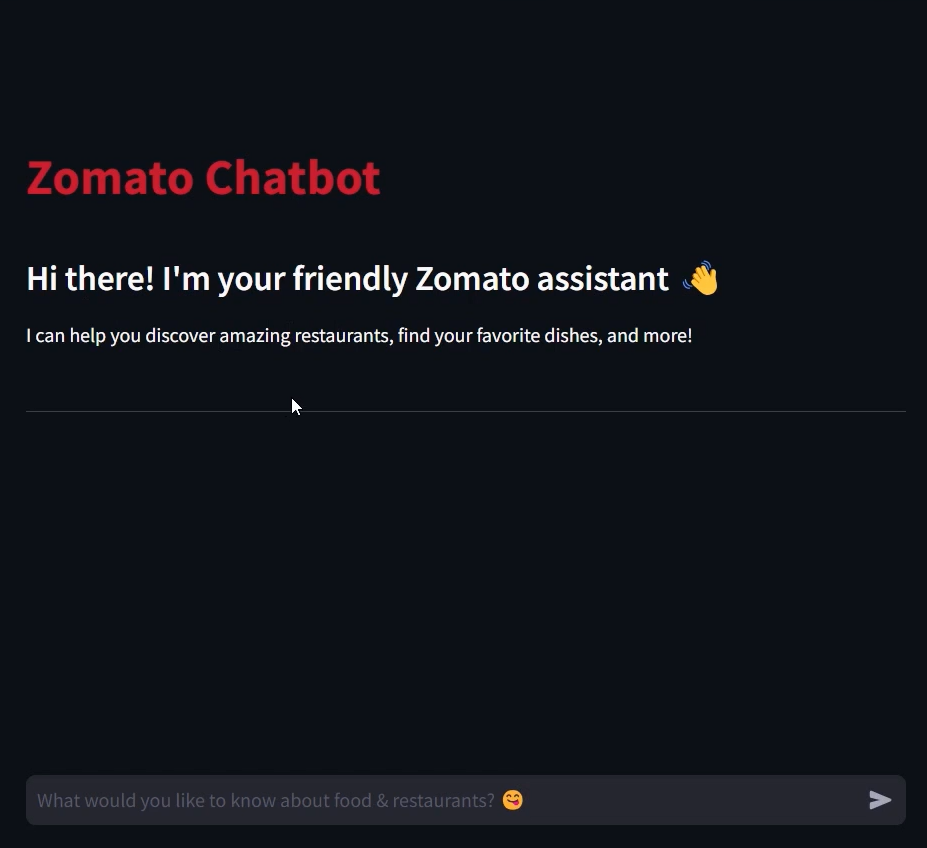 Zomato Chatbot
Hi there! I'm your friendly Zomato assistant 👋
I can help you discover amazing restaurants, find your favorite dishes, and more!
What would you like to know about food & restaurants? 😋